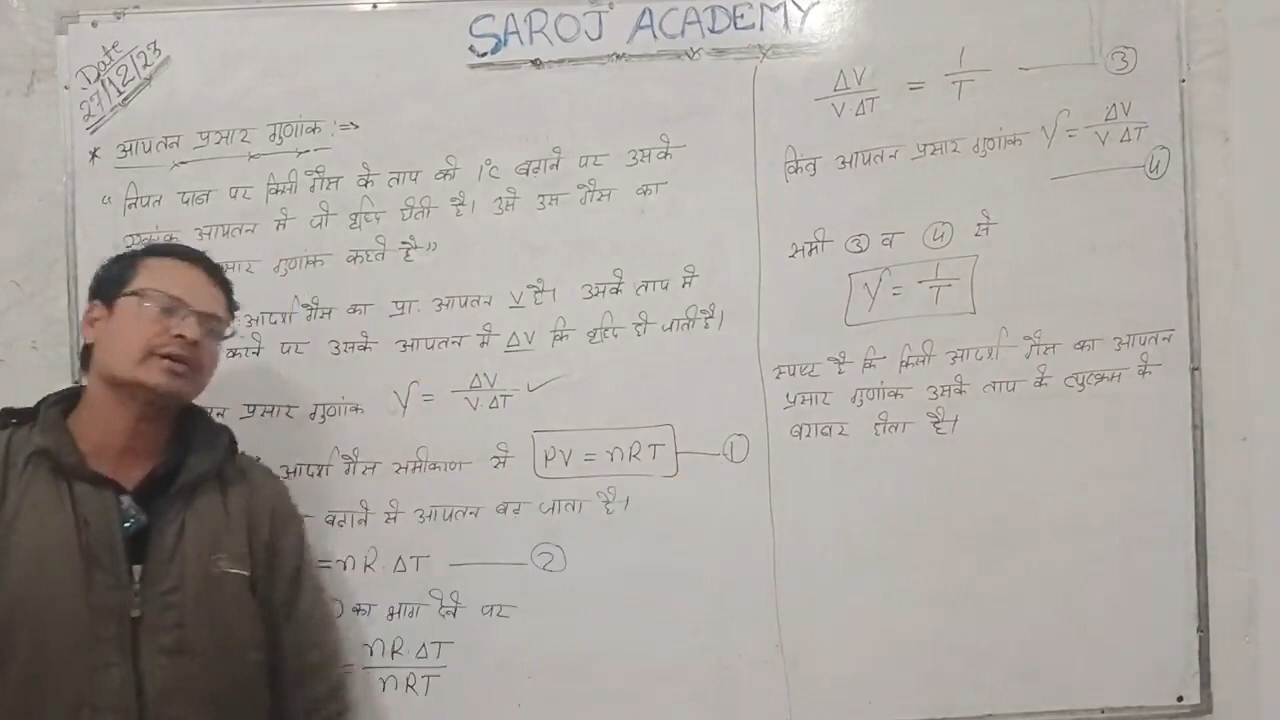 SAROJ ACADEMY
Date
27/12/23
* आयतन प्रसार गुणांक :⇒
“नियत दाब पर किसी गैस के ताप को 1°C बढ़ाने पर उसके
एकांक आयतन में जो वृद्धि होती है। उसे उस गैस का
सार गुणांक कहते है”
आदर्श गैस का प्रा. आयतन V है। उसके ताप में
करने पर उसके आयतन में ΔV कि वृद्धि हो जाती है।
प्रसार गुणांक γ = ΔV / V.ΔT ✓
आदर्श गैस समीकरण से PV = nRT — ①
बढ़ाने से आयतन बढ़ जाता है।
= nR.ΔT — ②
का भाग देने पर
= nR.ΔT / nRT
ΔV / V.ΔT = 1 / T — ③
किंतु आयतन प्रसार गुणांक γ = ΔV / V ΔT
— ④
समी ③ व ④ से
γ = 1 / T
स्पष्ट है कि किसी आदर्श गैस का आयतन
प्रसार गुणांक उसके ताप के व्युत्क्रम के
बराबर होता है।